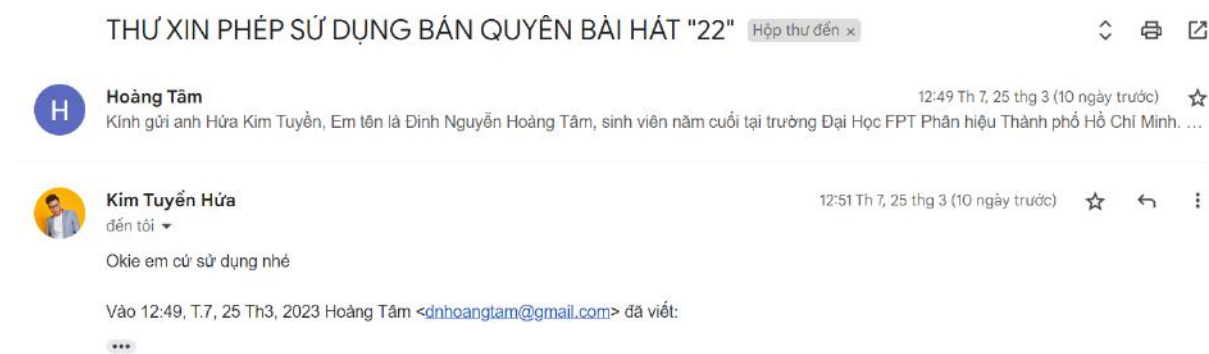 THƯ XIN PHÉP SỬ DỤNG BẢN QUYỀN BÀI HÁT "22" Hộp thư đến x
H
Hoàng Tâm 12:49 Th 7, 25 thg 3 (10 ngày trước)
Kính gửi anh Hứa Kim Tuyền, Em tên là Đinh Nguyễn Hoàng Tâm, sinh viên năm cuối tại trường Đại Học FPT Phân hiệu Thành phố Hồ Chí Minh. ...
Kim Tuyển Hứa 12:51 Th 7, 25 thg 3 (10 ngày trước)
đến tôi
Okie em cứ sử dụng nhé
Vào 12:49, T.7, 25 Th3, 2023 Hoàng Tâm <dnhoangtam@gmail.com> đã viết: